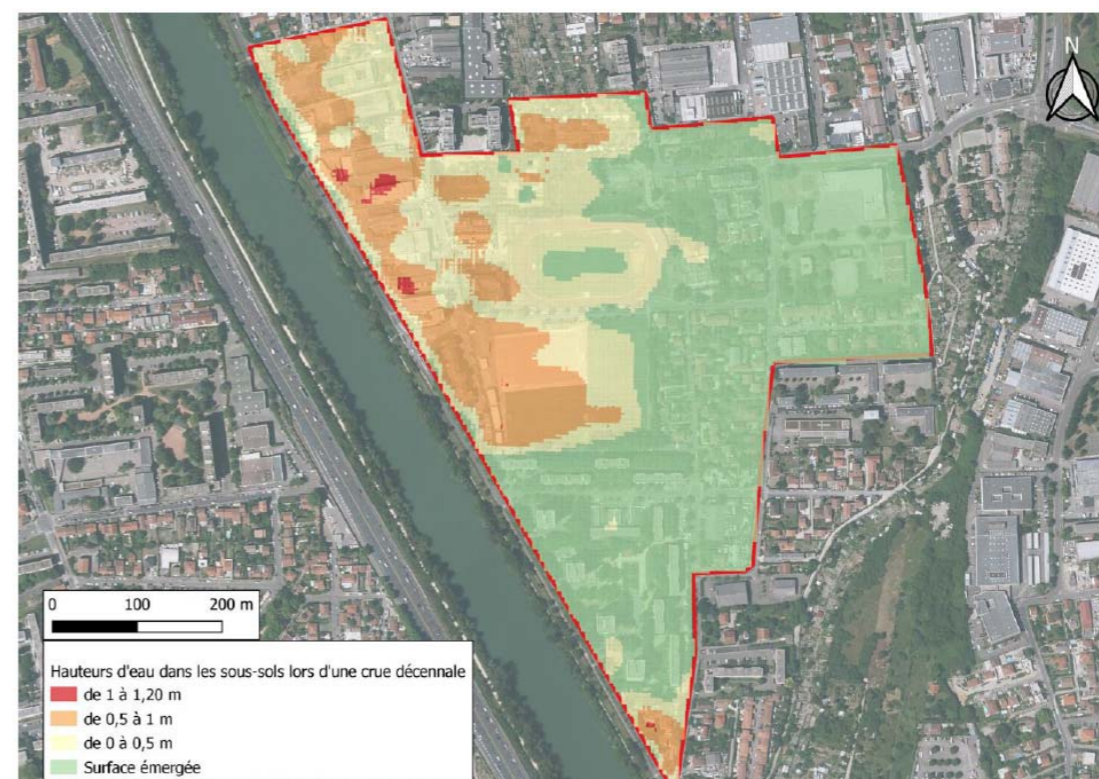 N
0 100 200 m
Hauteurs d'eau dans les sous-sols lors d'une crue décennale
de 1 à 1,20 m
de 0,5 à 1 m
de 0 à 0,5 m
Surface émergée